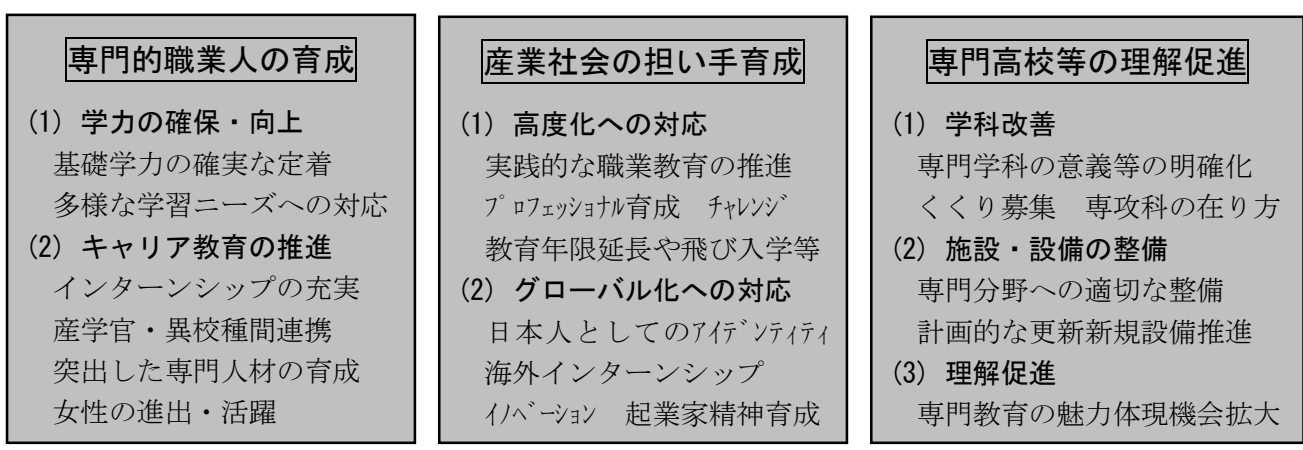 専門的職業人の育成
(1) 学力の確保・向上
基礎学力の確実な定着
多様な学習ニーズへの対応
(2) キャリア教育の推進
インターンシップの充実
産学官・異校種間連携
突出した専門人材の育成
女性の進出・活躍
産業社会の担い手育成
(1) 高度化への対応
実践的な職業教育の推進
ﾌﾟﾛﾌｪｯｼｮﾅﾙ育成　ﾁｬﾚﾝｼﾞ
教育年限延長や飛び入学等
(2) グローバル化への対応
日本人としてのｱｲﾃﾞﾝﾃｨﾃｨ
海外インターンシップ
ｲﾉﾍﾞｰｼｮﾝ　起業家精神育成
専門高校等の理解促進
(1) 学科改善
専門学科の意義等の明確化
くくり募集　専攻科の在り方
(2) 施設・設備の整備
専門分野への適切な整備
計画的な更新新規設備推進
(3) 理解促進
専門教育の魅力体現機会拡大